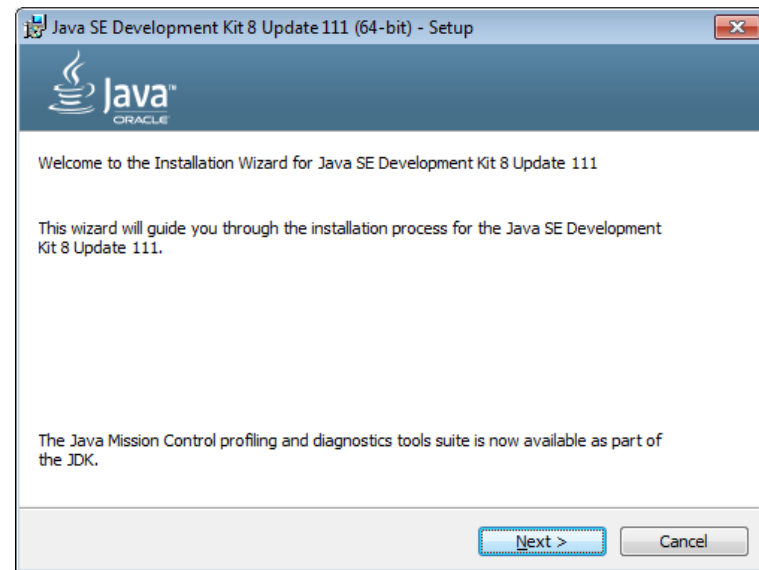 Java SE Development Kit 8 Update 111 (64-bit) - Setup
Java™
ORACLE
Welcome to the Installation Wizard for Java SE Development Kit 8 Update 111
This wizard will guide you through the installation process for the Java SE Development
Kit 8 Update 111.
The Java Mission Control profiling and diagnostics tools suite is now available as part of
the JDK.
Next > Cancel